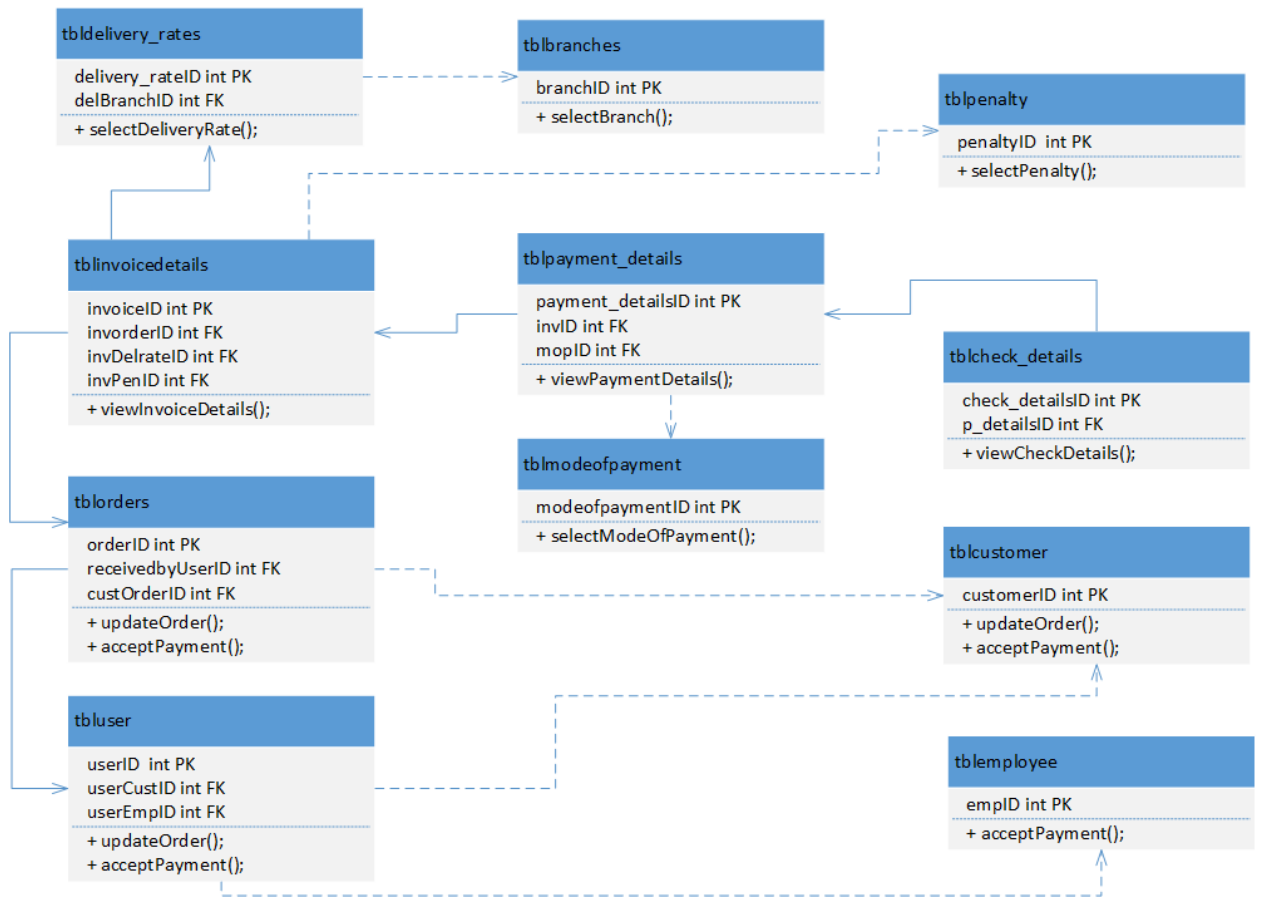 tbldelivery_rates
delivery_rateID int PK
delBranchID int FK
+ selectDeliveryRate();
tblbranches
branchID int PK
+ selectBranch();
tblpenalty
penaltyID int PK
+ selectPenalty();
tblinvoicedetails
invoiceID int PK
invorderID int FK
invDelrateID int FK
invPenID int FK
+ viewInvoiceDetails();
tblpayment_details
payment_detailsID int PK
invID int FK
mopID int FK
+ viewPaymentDetails();
tblcheck_details
check_detailsID int PK
p_detailsID int FK
+ viewCheckDetails();
tblmodeofpayment
modeofpaymentID int PK
+ selectModeOfPayment();
tblorders
orderID int PK
receivedbyUserID int FK
custOrderID int FK
+ updateOrder();
+ acceptPayment();
tblcustomer
customerID int PK
+ updateOrder();
+ acceptPayment();
tbluser
userID int PK
userCustID int FK
userEmpID int FK
+ updateOrder();
+ acceptPayment();
tblemployee
empID int PK
+ acceptPayment();